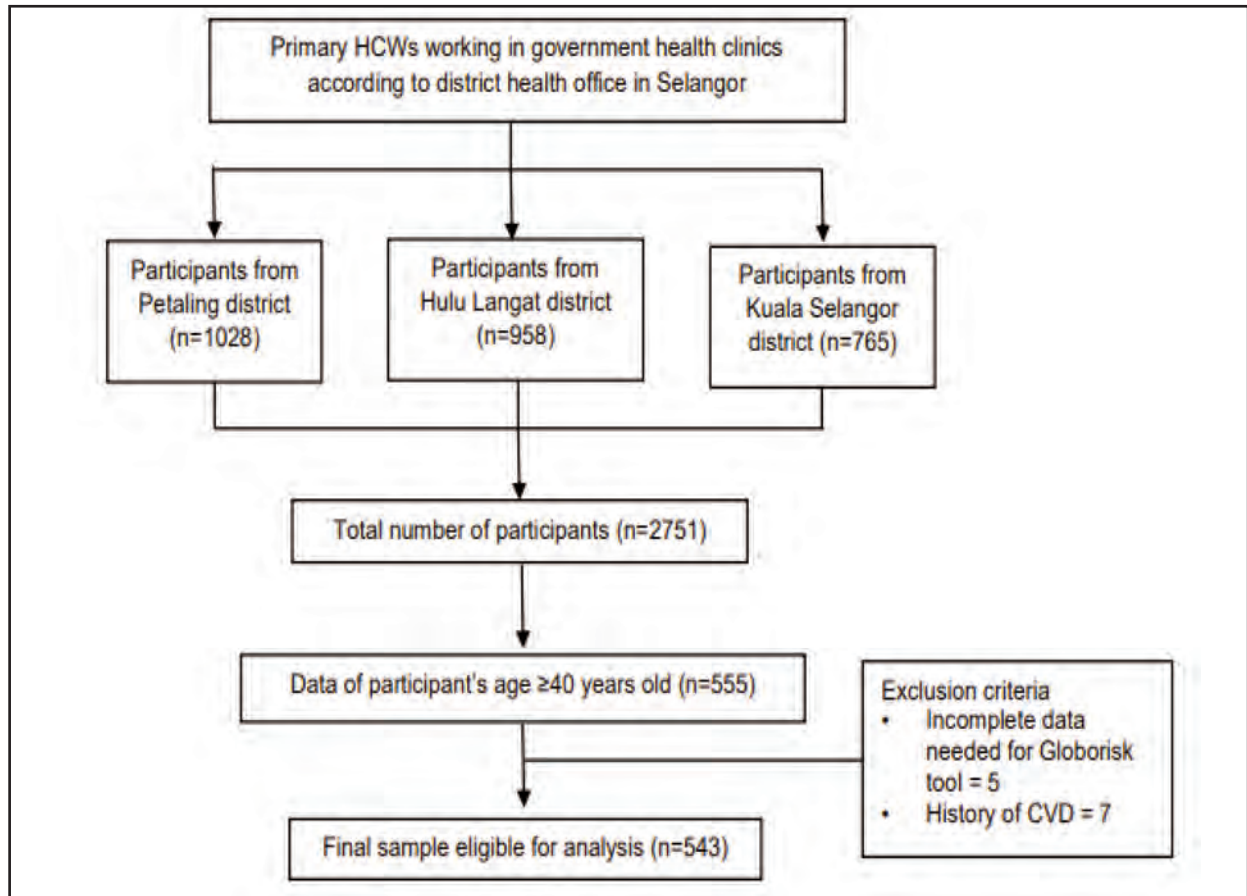 Primary HCWs working in government health clinics
according to district health office in Selangor
Participants from
Petaling district
(n=1028)
Participants from
Hulu Langat district
(n=958)
Participants from
Kuala Selangor
district (n=765)
Total number of participants (n=2751)
Data of participant's age ≥40 years old (n=555)
Exclusion criteria
• Incomplete data
needed for Globorisk
tool = 5
• History of CVD = 7
Final sample eligible for analysis (n=543)